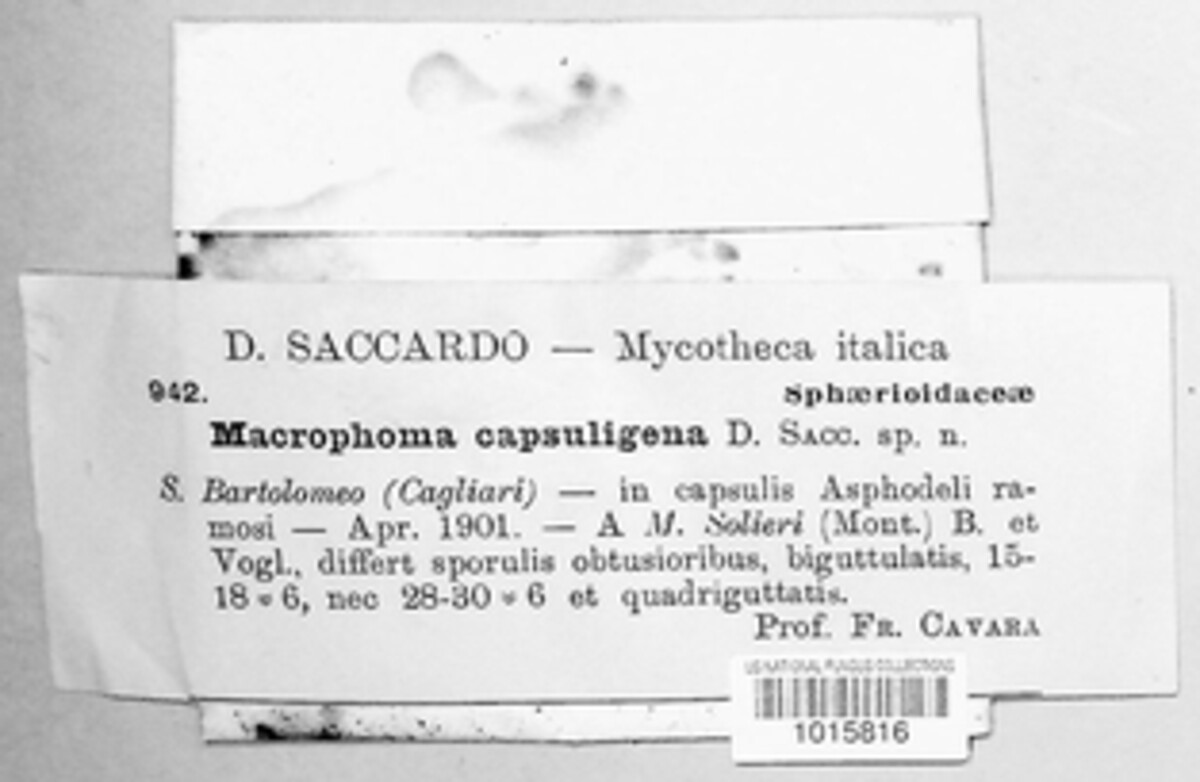 D. SACCARDO — Mycotheca italica
942. Sphærioidaceæ
Macrophoma capsuligena D. SACC. sp. n.
S. Bartolomeo (Cagliari) — in capsulis Asphodeli ra-
mosi — Apr. 1901. — A M. Solieri (Mont.) B. et
Vogl., differt sporulis obtusioribus, biguttulatis, 15-
18 * 6, nec 28-30 * 6 et quadriguttatis.
Prof. FR. CAVARA
US NATIONAL FUNGUS COLLECTIONS
1015816